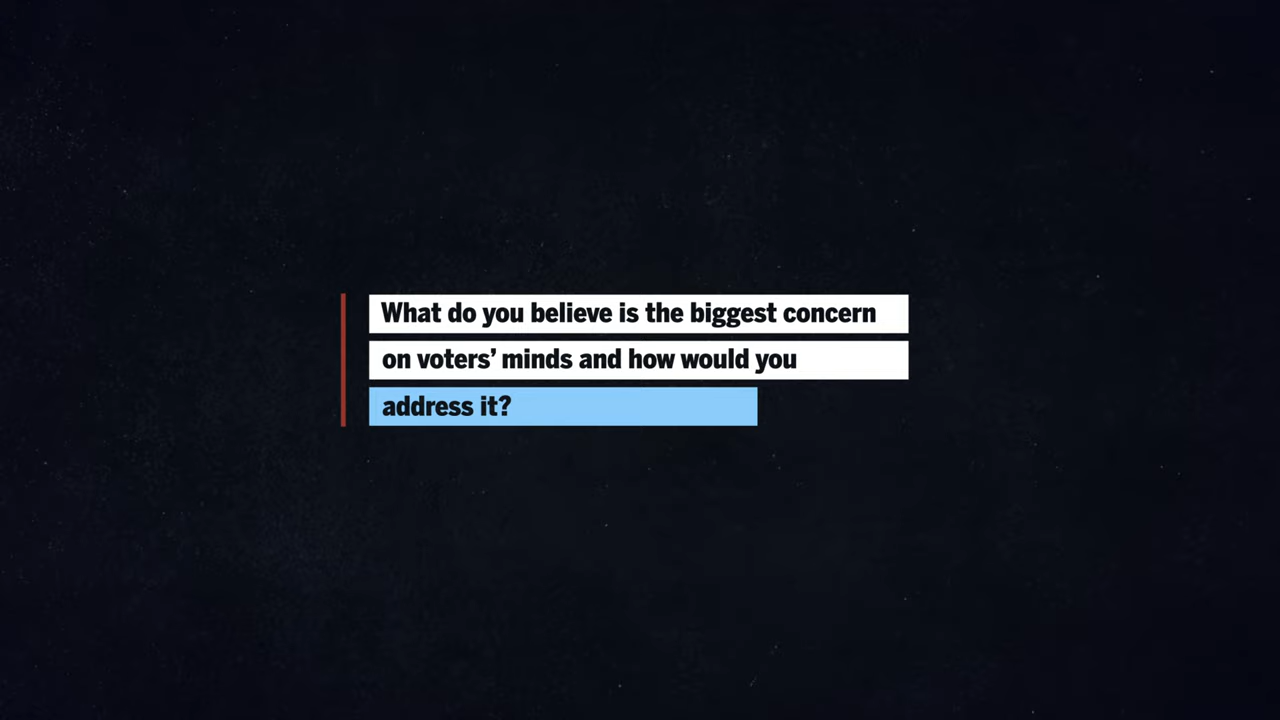 What do you believe is the biggest concern
on voters’ minds and how would you
address it?